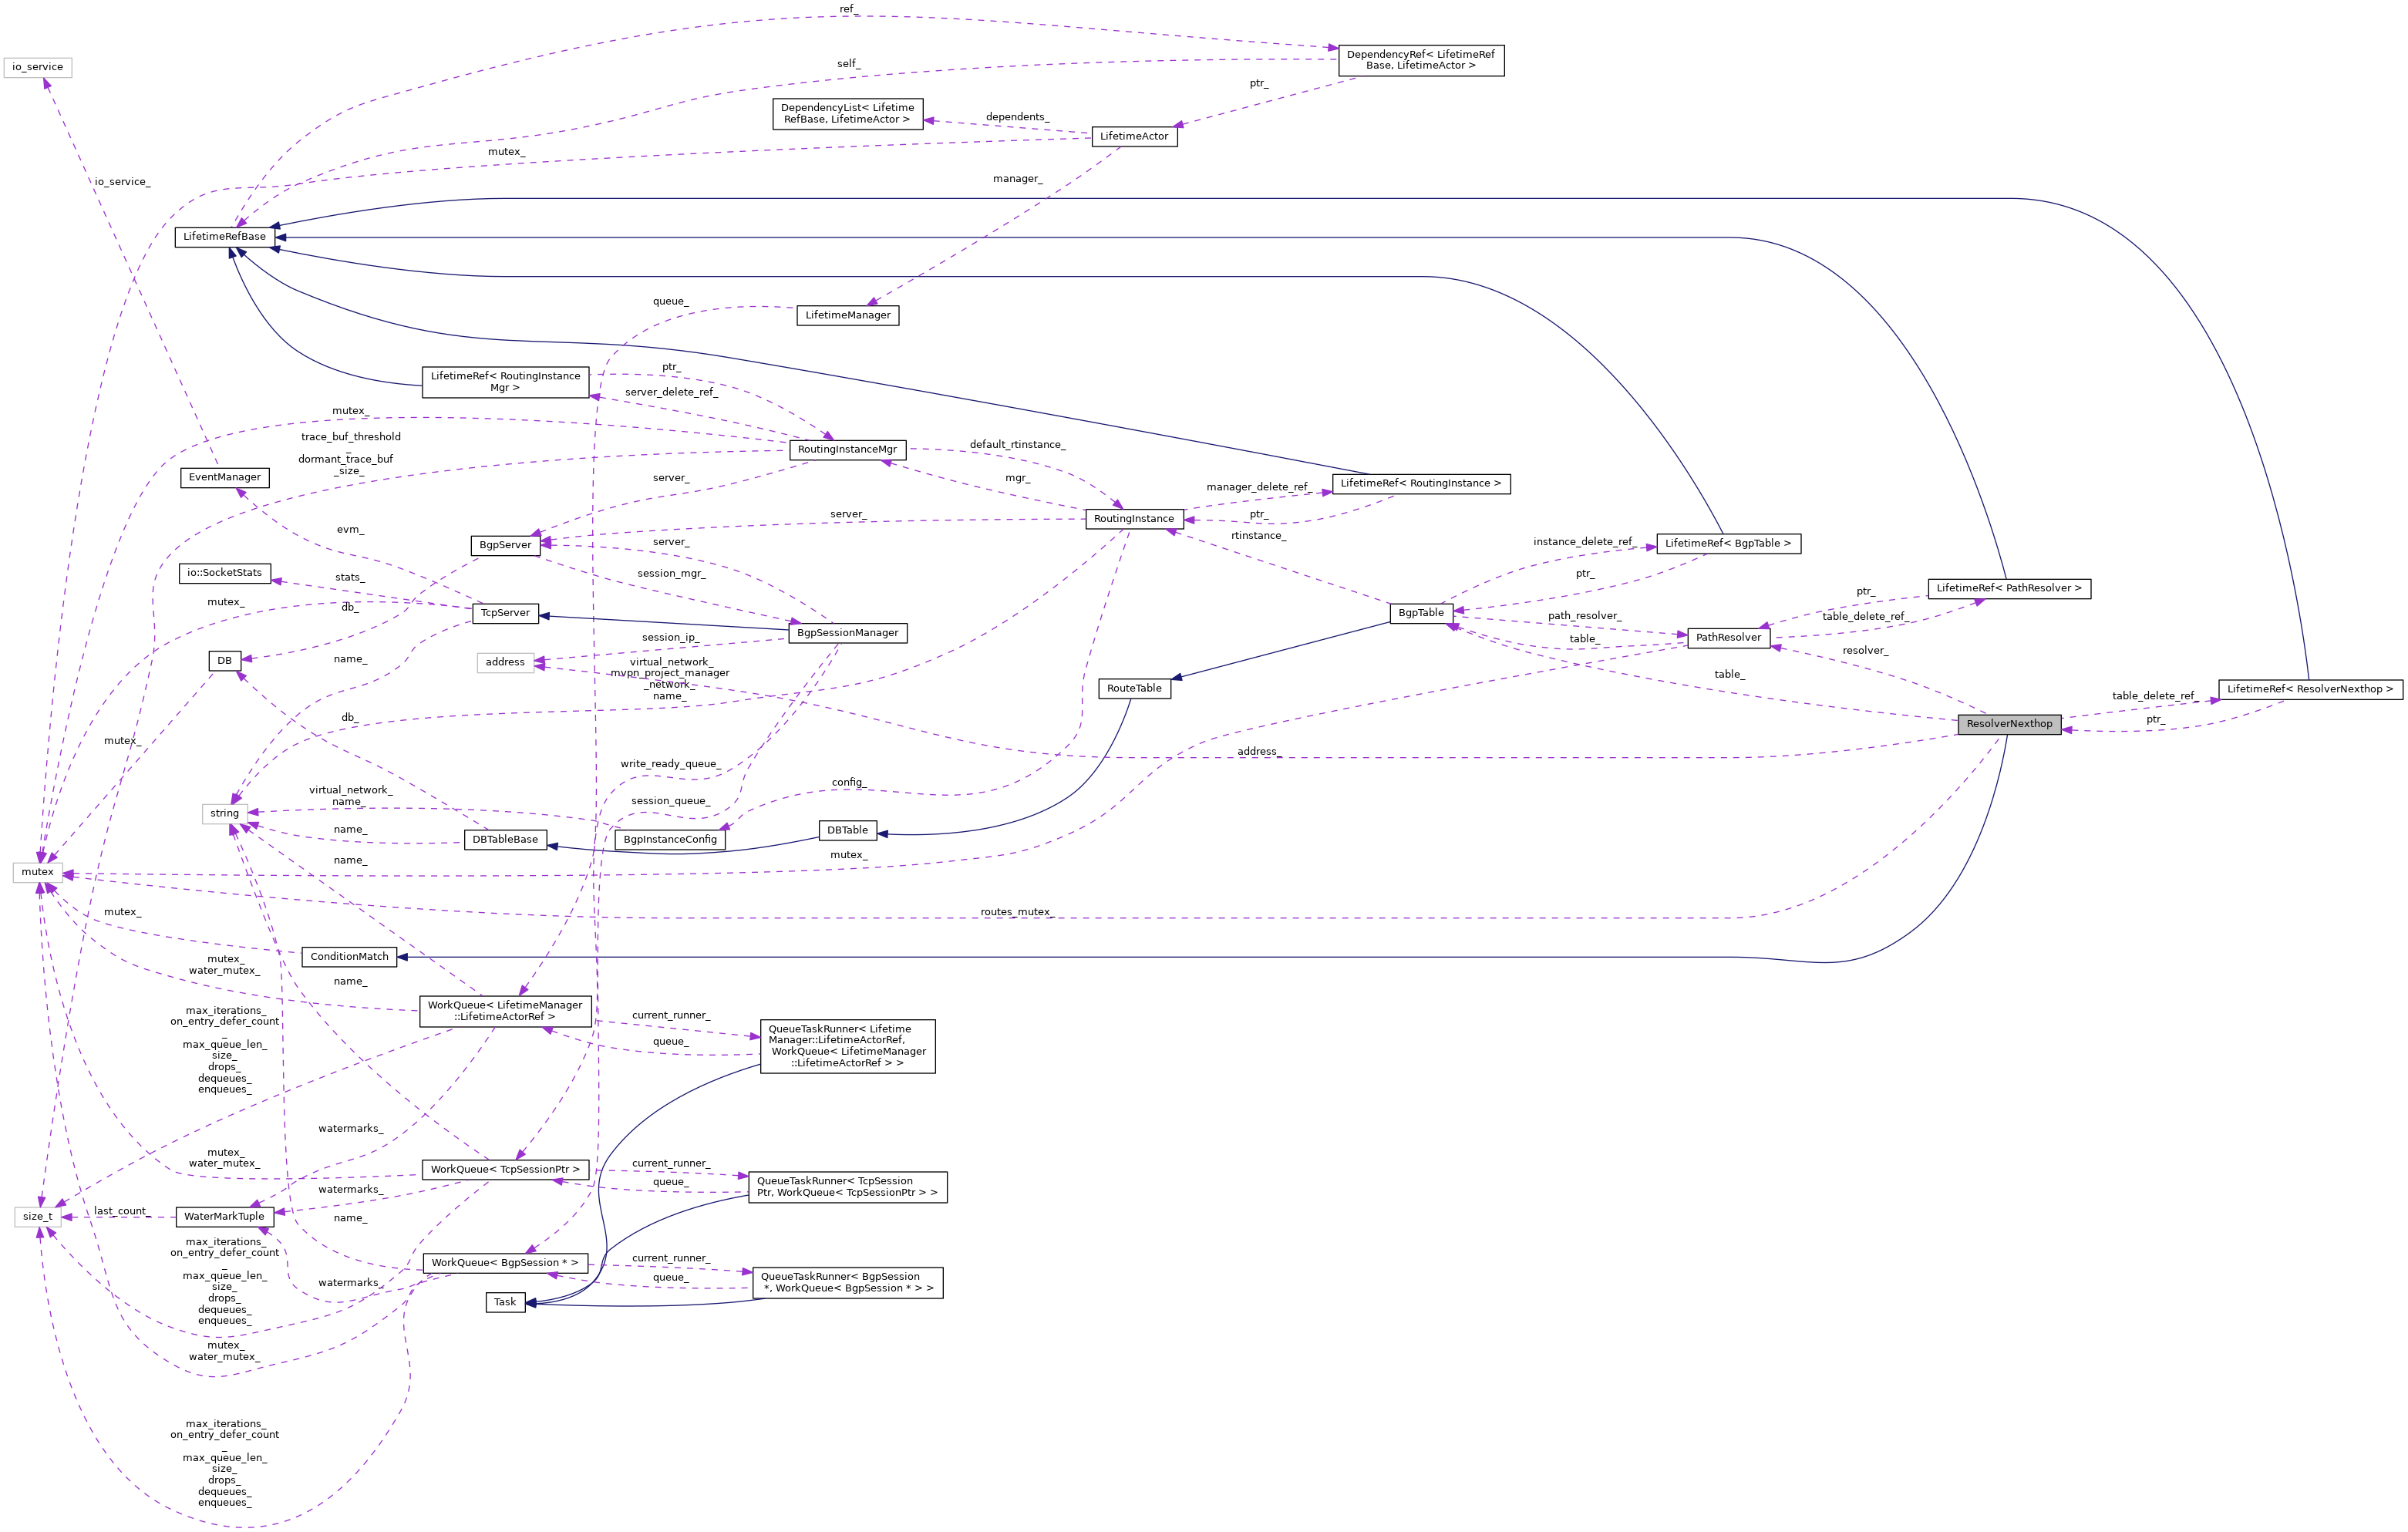 ref_
io_service
DependencyRef< LifetimeRef
Base, LifetimeActor >
self_
ptr_
DependencyList< Lifetime
RefBase, LifetimeActor >
dependents_
LifetimeActor
mutex_
io_service_
manager_
LifetimeRefBase
queue_
LifetimeManager
LifetimeRef< RoutingInstance
Mgr >
ptr_
server_delete_ref_
mutex_
trace_buf_threshold
_
dormant_trace_buf
_size_
RoutingInstanceMgr
default_rtinstance_
EventManager
server_
mgr_
manager_delete_ref_
LifetimeRef< RoutingInstance >
ptr_
RoutingInstance
server_
evm_
BgpServer
server_
rtinstance_
instance_delete_ref_
LifetimeRef< BgpTable >
io::SocketStats
stats_
session_mgr_
ptr_
LifetimeRef< PathResolver >
ptr_
mutex_
db_
TcpServer
BgpTable
path_resolver_
table_delete_ref_
BgpSessionManager
session_ip_
table_
PathResolver
resolver_
DB
name_
address
virtual_network_
mvpn_project_manager
_network_
name_
table_
RouteTable
table_delete_ref_
LifetimeRef< ResolverNexthop >
ptr_
ResolverNexthop
db_
mutex_
address_
write_ready_queue_
config_
virtual_network_
name_
session_queue_
string
name_
DBTableBase
BgpInstanceConfig
DBTable
mutex_
name_
mutex
mutex_
routes_mutex_
ConditionMatch
mutex_
water_mutex_
name_
WorkQueue< LifetimeManager
::LifetimeActorRef >
current_runner_
queue_
QueueTaskRunner< Lifetime
Manager::LifetimeActorRef,
WorkQueue< LifetimeManager
::LifetimeActorRef > >
max_iterations_
on_entry_defer_count
_
max_queue_len_
size_
drops_
dequeues_
enqueues_
watermarks_
mutex_
water_mutex_
WorkQueue< TcpSessionPtr >
current_runner_
queue_
QueueTaskRunner< TcpSession
Ptr, WorkQueue< TcpSessionPtr > >
watermarks_
size_t
last_count_
WaterMarkTuple
name_
max_iterations_
on_entry_defer_count
_
max_queue_len_
size_
drops_
dequeues_
enqueues_
WorkQueue< BgpSession * >
current_runner_
queue_
QueueTaskRunner< BgpSession
*, WorkQueue< BgpSession * > >
watermarks_
Task
mutex_
water_mutex_
max_iterations_
on_entry_defer_count
_
max_queue_len_
size_
drops_
dequeues_
enqueues_